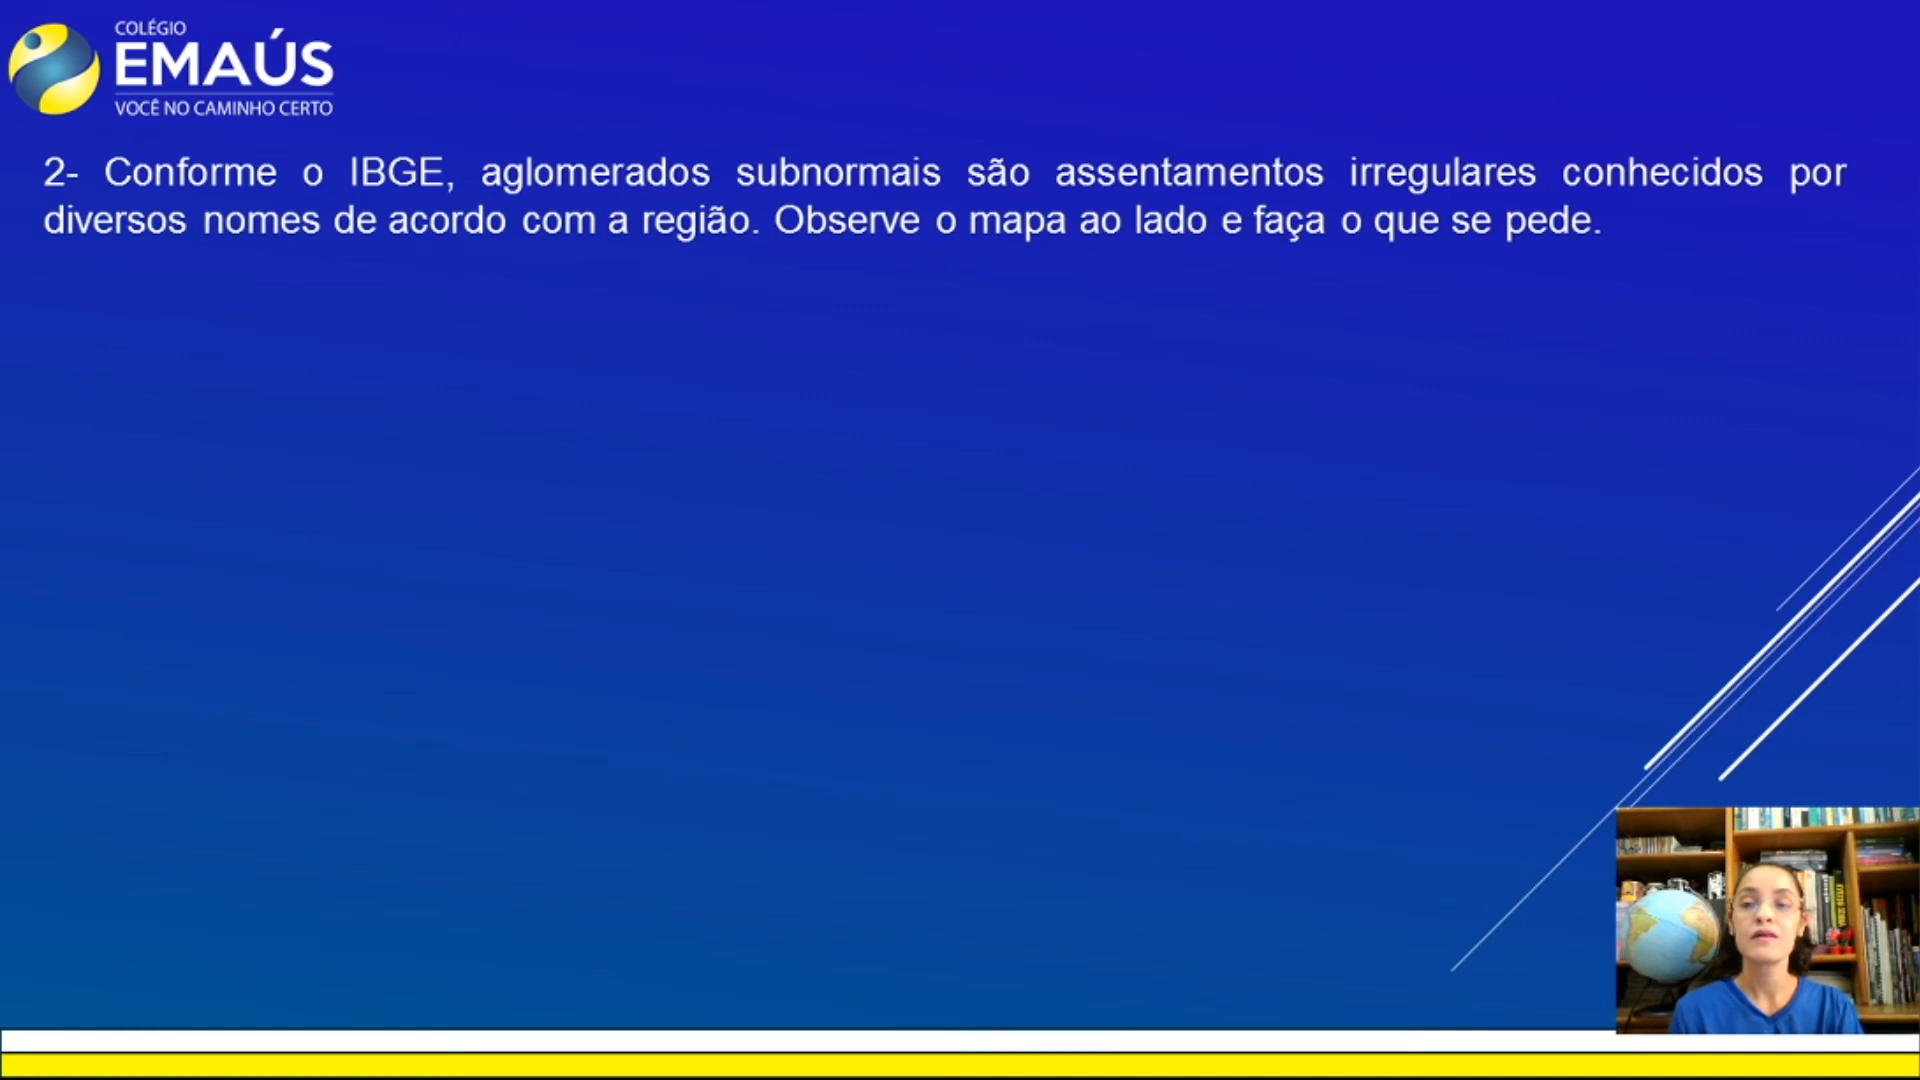 COLÉGIO
EMAÚS
VOCÊ NO CAMINHO CERTO
2- Conforme o IBGE, aglomerados subnormais são assentamentos irregulares conhecidos por
diversos nomes de acordo com a região. Observe o mapa ao lado e faça o que se pede.